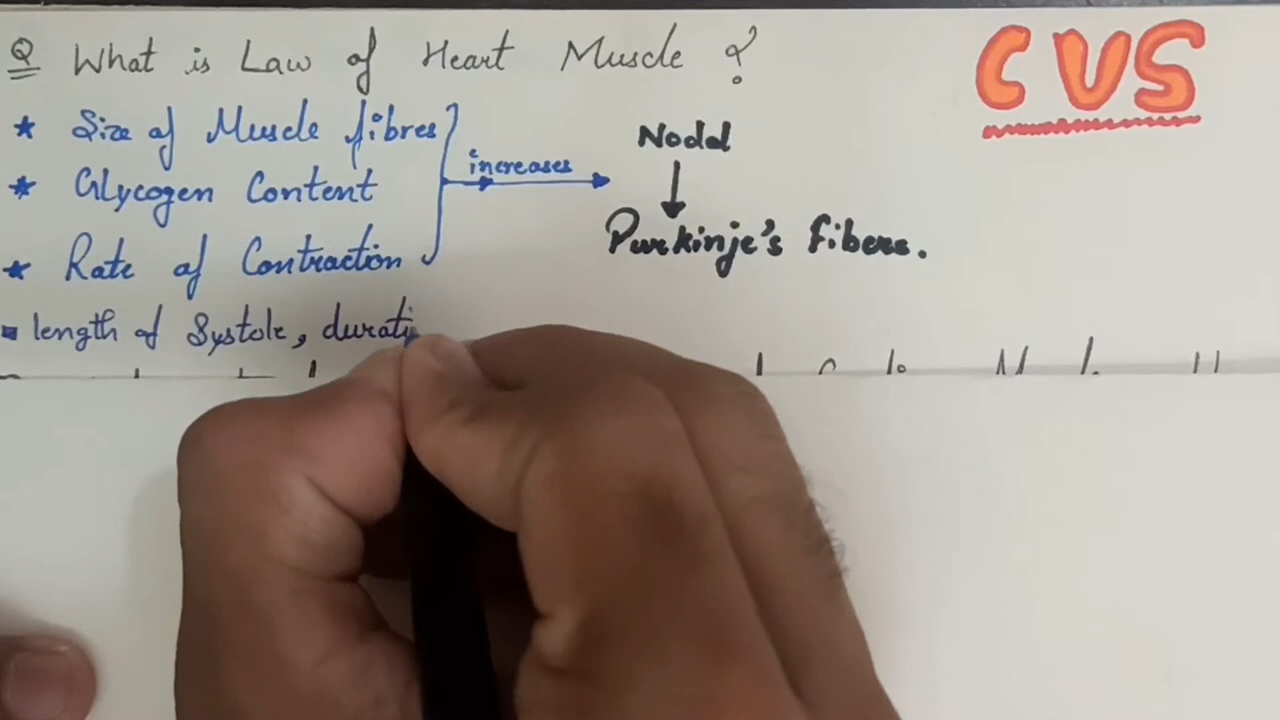 Q What is Law of Heart Muscle ?
CVS
* Size of Muscle fibres
* Glycogen Content
* Rate of Contraction
increases
Nodal
Purkinje's Fibers.
▪ length of Systole,